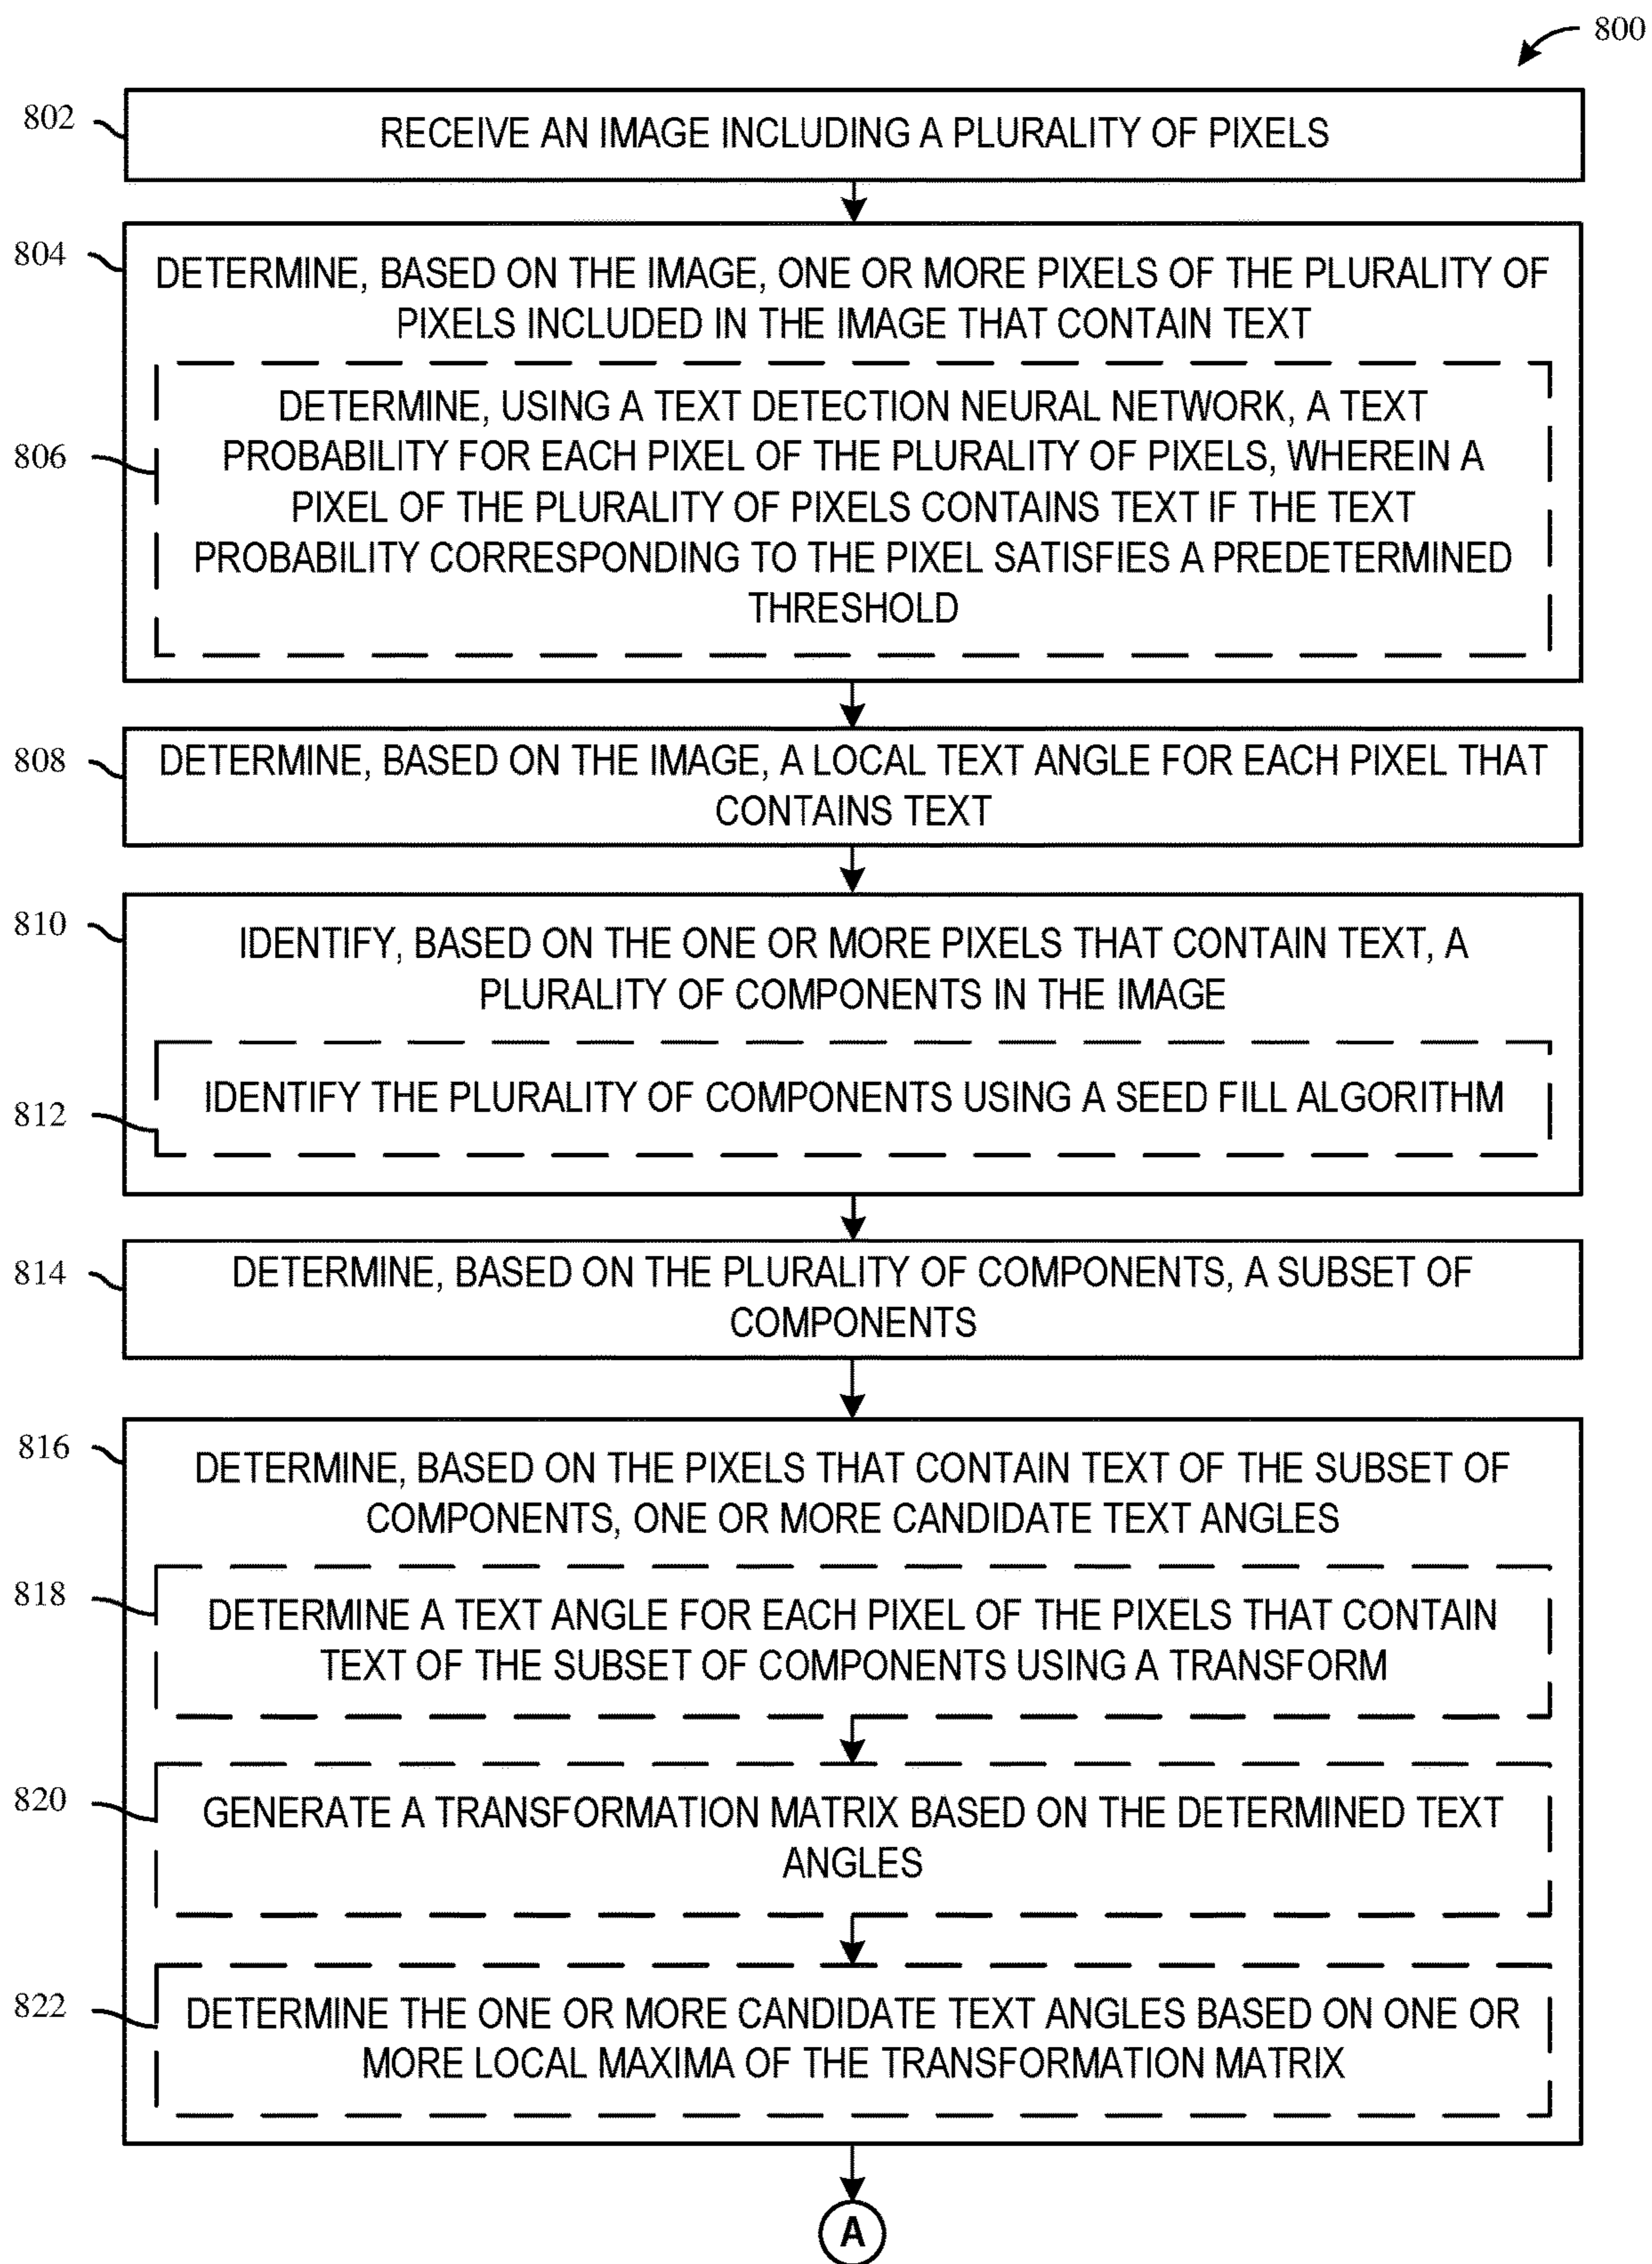 800
802
RECEIVE AN IMAGE INCLUDING A PLURALITY OF PIXELS
804
DETERMINE, BASED ON THE IMAGE, ONE OR MORE PIXELS OF THE PLURALITY OF
PIXELS INCLUDED IN THE IMAGE THAT CONTAIN TEXT
806
DETERMINE, USING A TEXT DETECTION NEURAL NETWORK, A TEXT
PROBABILITY FOR EACH PIXEL OF THE PLURALITY OF PIXELS, WHEREIN A
PIXEL OF THE PLURALITY OF PIXELS CONTAINS TEXT IF THE TEXT
PROBABILITY CORRESPONDING TO THE PIXEL SATISFIES A PREDETERMINED
THRESHOLD
808
DETERMINE, BASED ON THE IMAGE, A LOCAL TEXT ANGLE FOR EACH PIXEL THAT
CONTAINS TEXT
810
IDENTIFY, BASED ON THE ONE OR MORE PIXELS THAT CONTAIN TEXT, A
PLURALITY OF COMPONENTS IN THE IMAGE
812
IDENTIFY THE PLURALITY OF COMPONENTS USING A SEED FILL ALGORITHM
814
DETERMINE, BASED ON THE PLURALITY OF COMPONENTS, A SUBSET OF
COMPONENTS
816
DETERMINE, BASED ON THE PIXELS THAT CONTAIN TEXT OF THE SUBSET OF
COMPONENTS, ONE OR MORE CANDIDATE TEXT ANGLES
818
DETERMINE A TEXT ANGLE FOR EACH PIXEL OF THE PIXELS THAT CONTAIN
TEXT OF THE SUBSET OF COMPONENTS USING A TRANSFORM
820
GENERATE A TRANSFORMATION MATRIX BASED ON THE DETERMINED TEXT
ANGLES
822
DETERMINE THE ONE OR MORE CANDIDATE TEXT ANGLES BASED ON ONE OR
MORE LOCAL MAXIMA OF THE TRANSFORMATION MATRIX
A